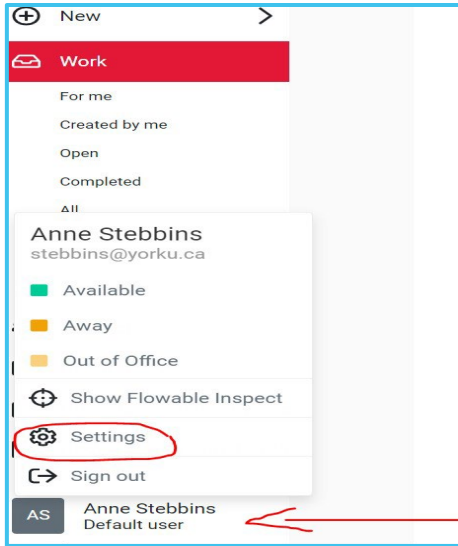 New
Work
For me
Created by me
Open
Completed
All
Anne Stebbins
stebbins@yorku.ca
Available
Away
Out of Office
Show Flowable Inspect
Settings
Sign out
AS
Anne Stebbins
Default user